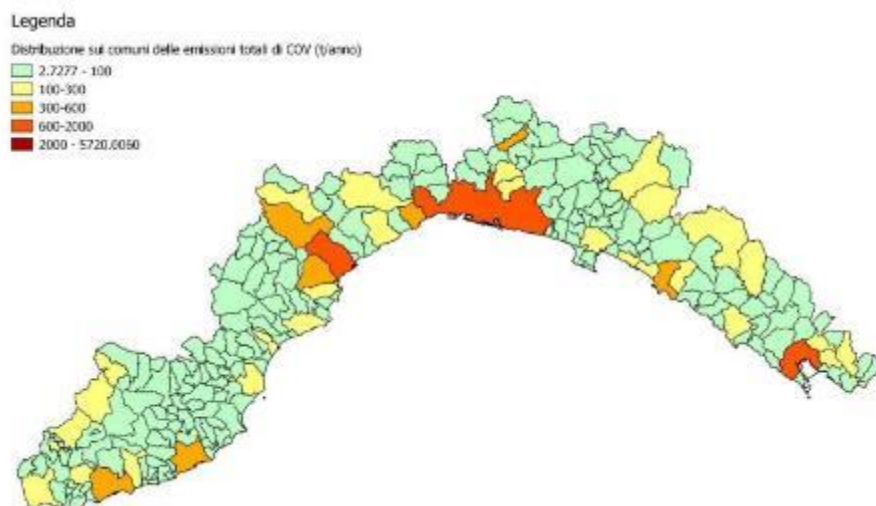 Legenda
Distribuzione sui comuni delle emissioni totali di COV (t/anno)
2.7277 - 100
100-300
300-600
600-2000
2000 - 5720.0060